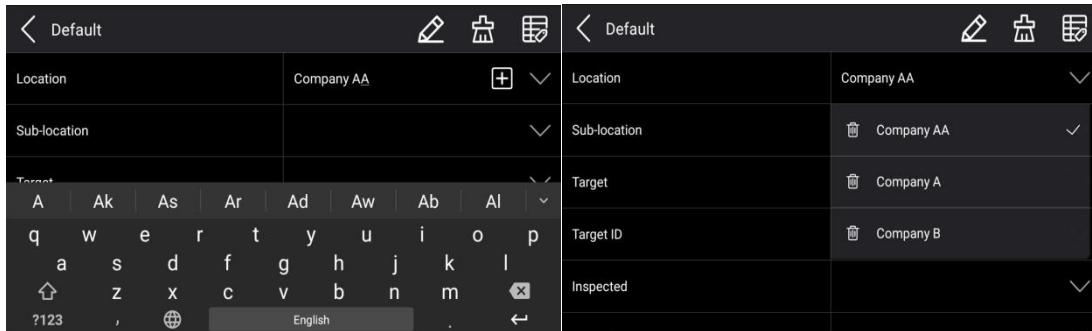 Default
Location Company AA
Sub-location
Target
A Ak As Ar Ad Aw Ab Al
q w e r t y u i o p
a s d f g h j k l
z x c v b n m
?123 , English .
Default
Location Company AA
Sub-location Company AA
Target Company A
Target ID Company B
Inspected